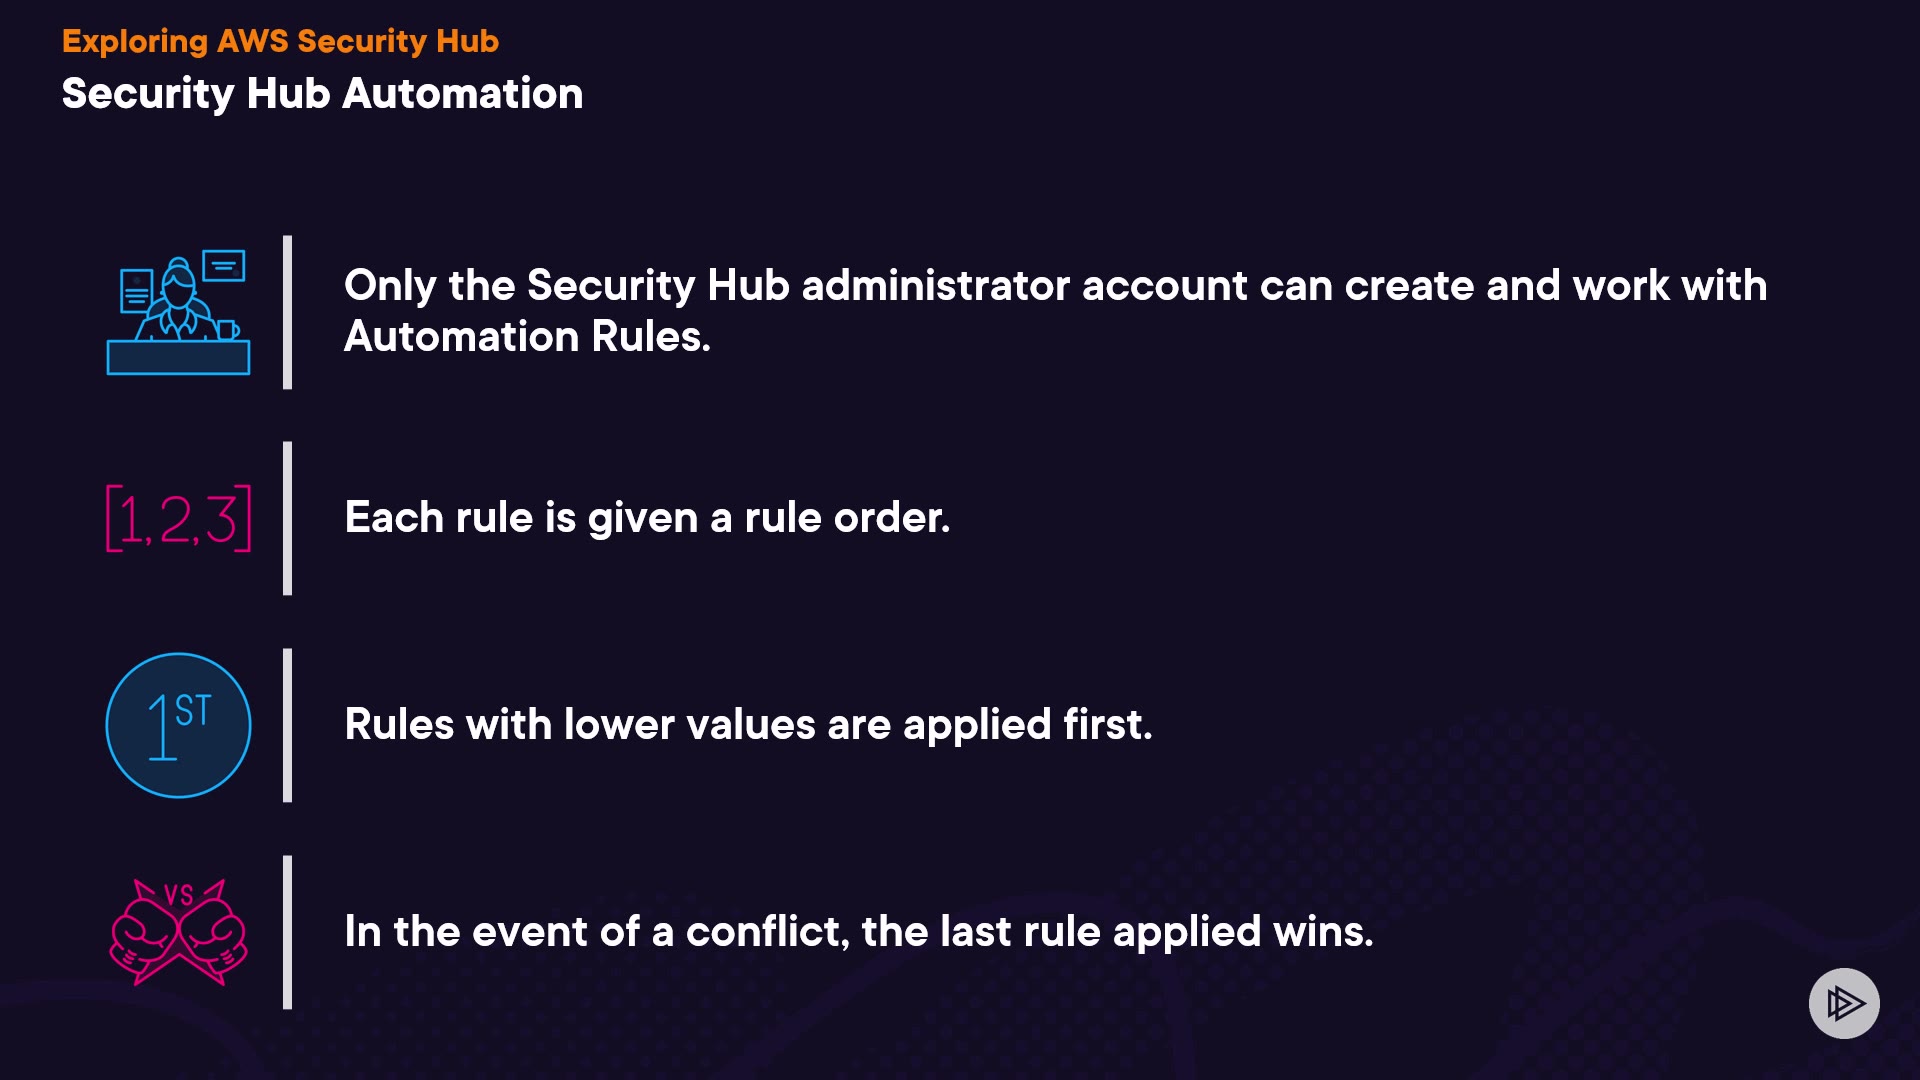 Exploring AWS Security Hub
Security Hub Automation
Only the Security Hub administrator account can create and work with
Automation Rules.
[1,2,3]
Each rule is given a rule order.
1ST
Rules with lower values are applied first.
VS
In the event of a conflict, the last rule applied wins.